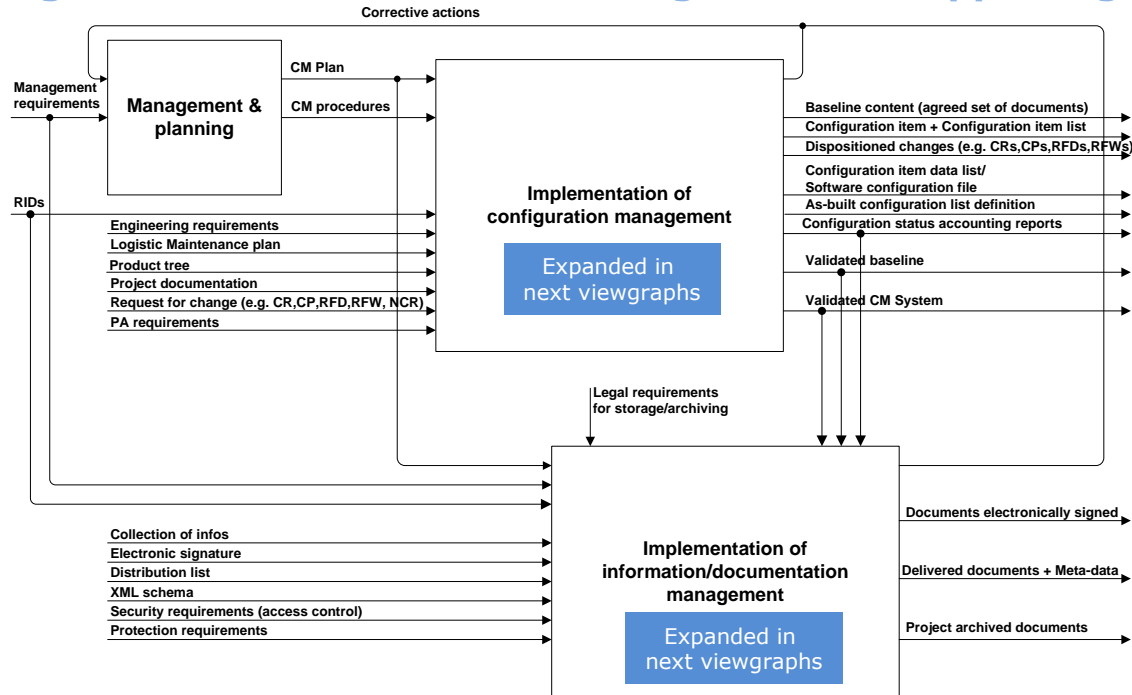 Corrective actions
CM Plan
Management
requirements
Management &
planning
CM procedures
RIDs
Engineering requirements
Logistic Maintenance plan
Product tree
Project documentation
Request for change (e.g. CR,CP,RFD,RFW, NCR)
PA requirements
Implementation of
configuration management
Expanded in
next viewgraphs
Baseline content (agreed set of documents)
Configuration item + Configuration item list
Dispositioned changes (e.g. CRs,CPs,RFDs,RFWs)
Configuration item data list/
Software configuration file
As-built configuration list definition
Configuration status accounting reports
Validated baseline
Validated CM System
Legal requirements
for storage/archiving
Collection of infos
Electronic signature
Distribution list
XML schema
Security requirements (access control)
Protection requirements
Implementation of
information/documentation
management
Expanded in
next viewgraphs
Documents electronically signed
Delivered documents + Meta-data
Project archived documents